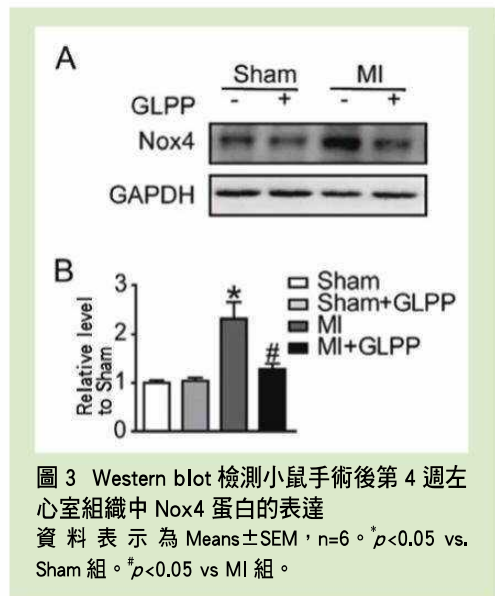 A
Sham MI
GLPP - + - +
Nox4
GAPDH
B
Relative level
to Sham
3
2
1
0
*
#
Sham
Sham+GLPP
MI
MI+GLPP
圖 3 Western blot 檢測小鼠手術後第 4 週左
心室組織中 Nox4 蛋白的表達
資料表示為 Means±SEM，n=6。*p<0.05 vs.
Sham 組。#p<0.05 vs MI 組。